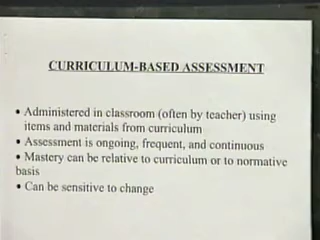 CURRICULUM-BASED ASSESSMENT
• Administered in classroom (often by teacher) using
items and materials from curriculum
• Assessment is ongoing, frequent, and continuous
• Mastery can be relative to curriculum or to normative
basis
• Can be sensitive to change